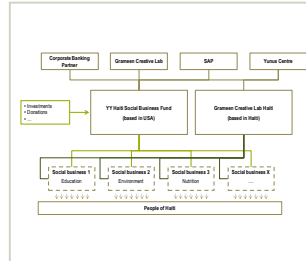 Corporate Banking
Partner
Grameen Creative Lab
SAP
Yunus Centre
• Investments
• Donations
• ...
YY Haiti Social Business Fund
(based in USA)
Grameen Creative Lab Haiti
(based in Haiti)
Social business 1
Education
Social business 2
Environment
Social business 3
Nutrition
Social business X
....
People of Haiti